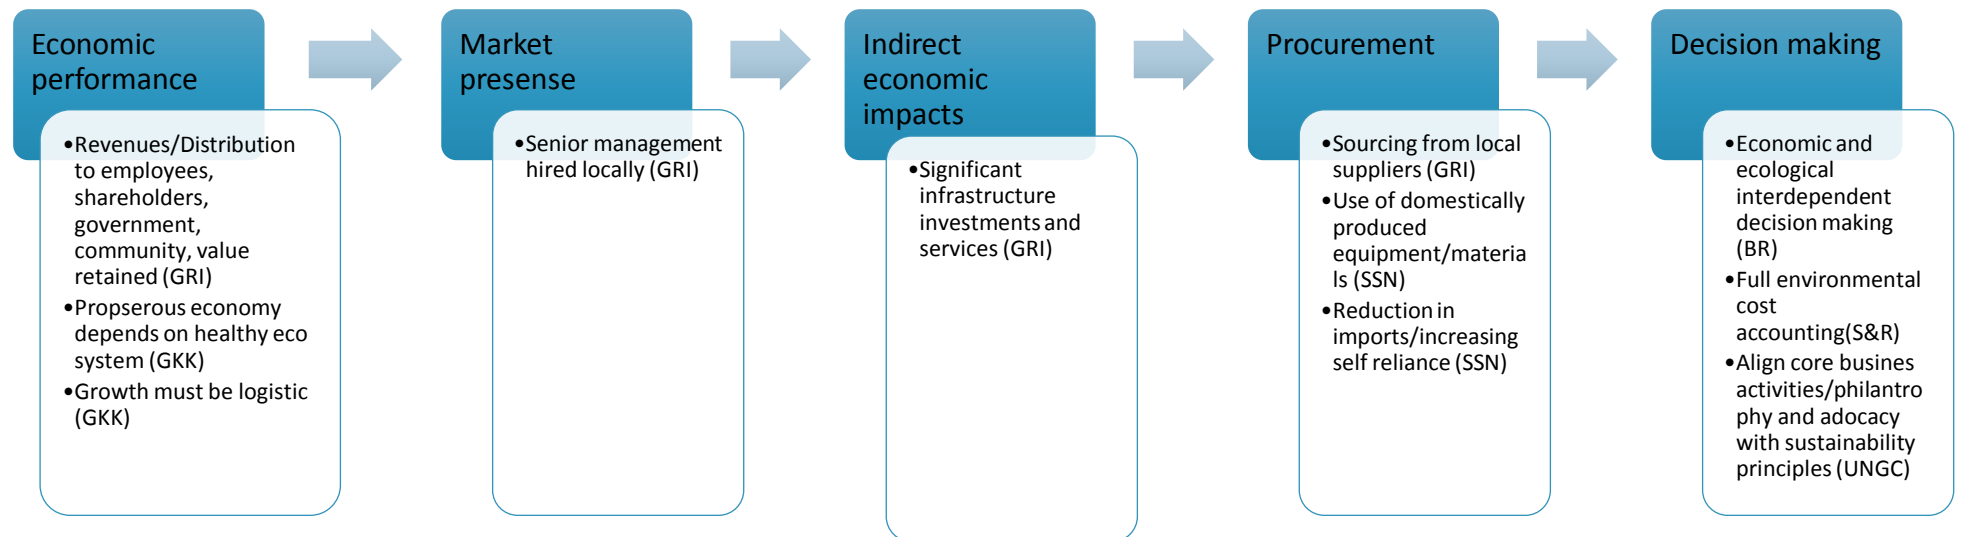 Economic
performance
•Revenues/Distribution
to employees,
shareholders,
government,
community, value
retained (GRI)
•Propserous economy
depends on healthy eco
system (GKK)
•Growth must be logistic
(GKK)
Market
presense
•Senior management
hired locally (GRI)
Indirect
economic
impacts
•Significant
infrastructure
investments and
services (GRI)
Procurement
•Sourcing from local
suppliers (GRI)
•Use of domestically
produced
equipment/materia
ls (SSN)
•Reduction in
imports/increasing
self reliance (SSN)
Decision making
•Economic and
ecological
interdependent
decision making
(BR)
•Full environmental
cost
accounting(S&R)
•Align core busines
activities/philantro
phy and adocacy
with sustainability
principles (UNGC)